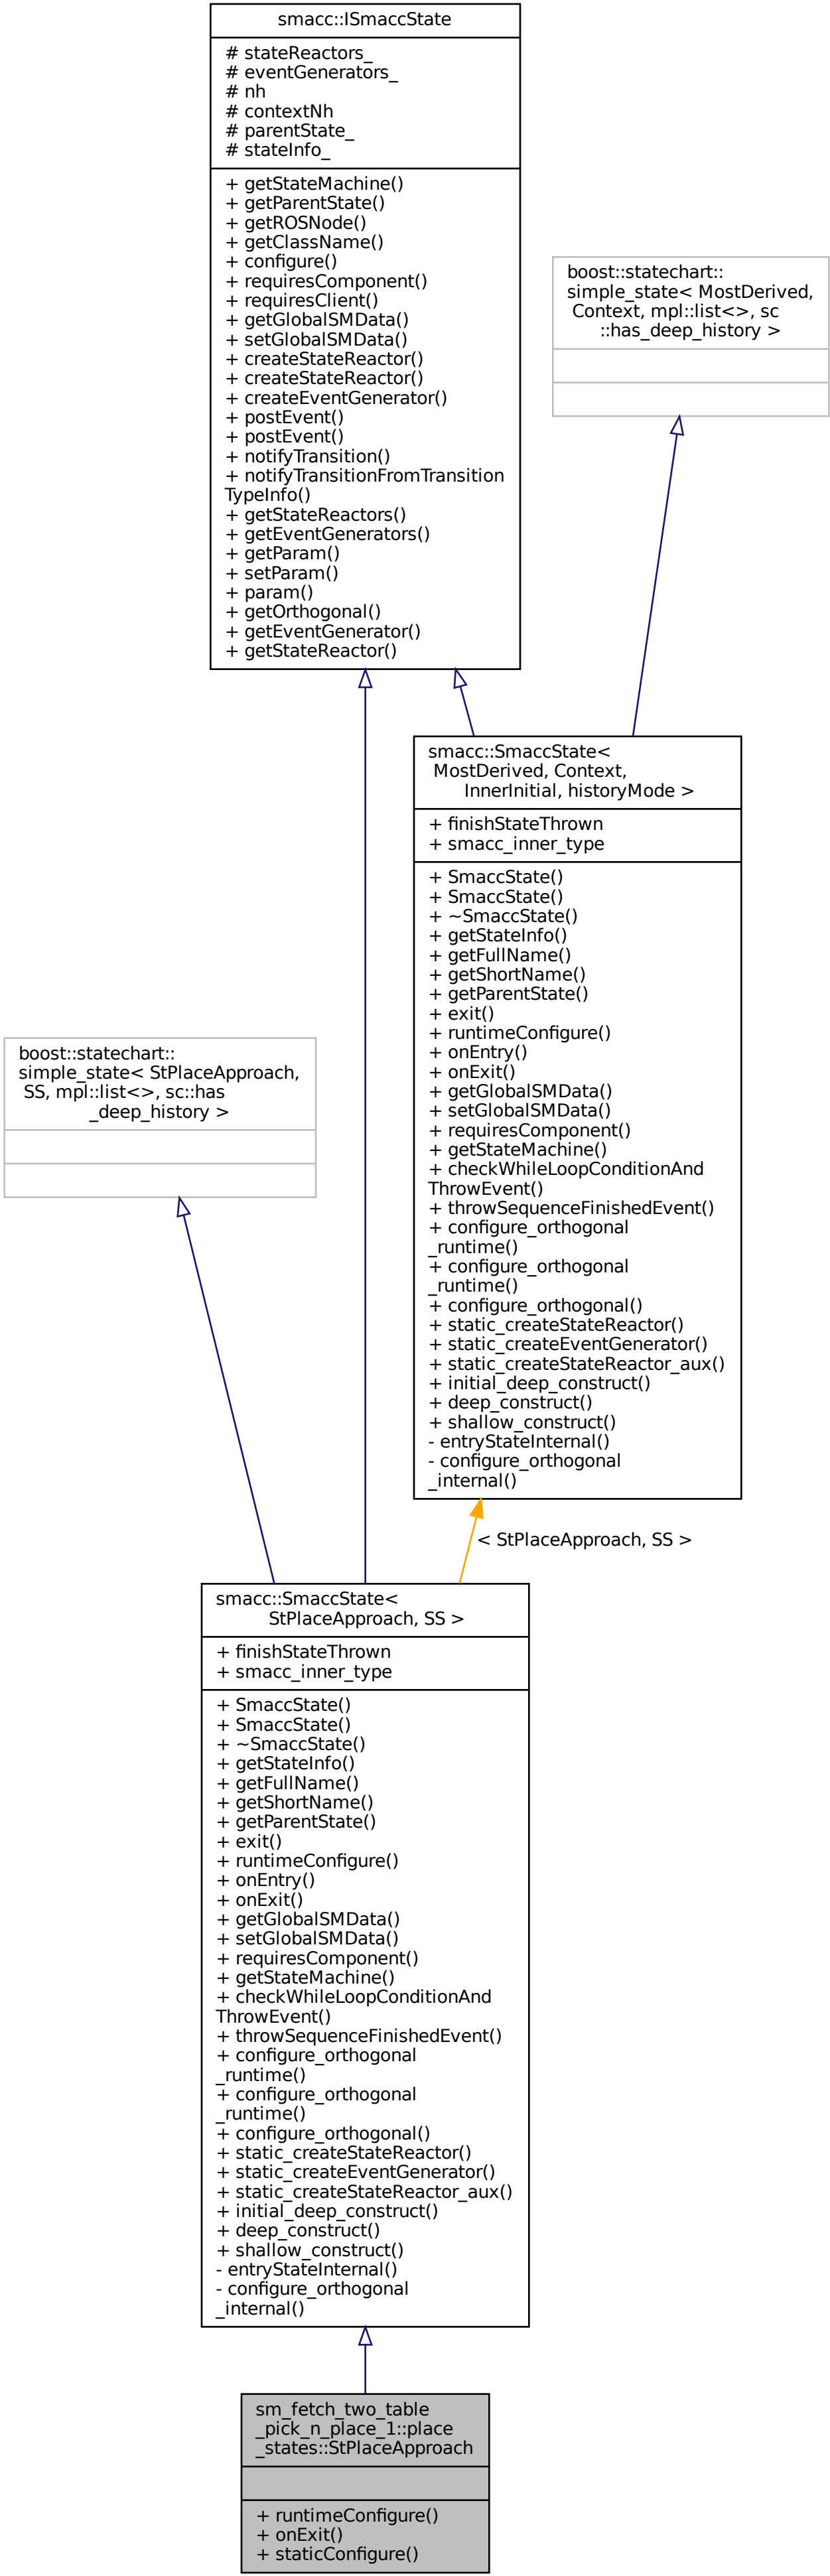 smacc::ISmaccState
# stateReactors_
# eventGenerators_
# nh
# contextNh
# parentState_
# stateInfo_
+ getStateMachine()
+ getParentState()
+ getROSNode()
+ getClassName()
+ configure()
+ requiresComponent()
+ requiresClient()
+ getGlobalSMData()
+ setGlobalSMData()
+ createStateReactor()
+ createStateReactor()
+ createEventGenerator()
+ postEvent()
+ postEvent()
+ notifyTransition()
+ notifyTransitionFromTransition
TypeInfo()
+ getStateReactors()
+ getEventGenerators()
+ getParam()
+ setParam()
+ param()
+ getOrthogonal()
+ getEventGenerator()
+ getStateReactor()
boost::statechart::
simple_state< MostDerived,
Context, mpl::list<>, sc
::has_deep_history >
smacc::SmaccState<
MostDerived, Context,
InnerInitial, historyMode >
+ finishStateThrown
+ smacc_inner_type
+ SmaccState()
+ SmaccState()
+ ~SmaccState()
+ getStateInfo()
+ getFullName()
+ getShortName()
+ getParentState()
+ exit()
+ runtimeConfigure()
+ onEntry()
+ onExit()
+ getGlobalSMData()
+ setGlobalSMData()
+ requiresComponent()
+ getStateMachine()
+ checkWhileLoopConditionAnd
ThrowEvent()
+ throwSequenceFinishedEvent()
+ configure_orthogonal
_runtime()
+ configure_orthogonal
_runtime()
+ configure_orthogonal()
+ static_createStateReactor()
+ static_createEventGenerator()
+ static_createStateReactor_aux()
+ initial_deep_construct()
+ deep_construct()
+ shallow_construct()
- entryStateInternal()
- configure_orthogonal
_internal()
boost::statechart::
simple_state< StPlaceApproach,
SS, mpl::list<>, sc::has
_deep_history >
< StPlaceApproach, SS >
smacc::SmaccState<
StPlaceApproach, SS >
+ finishStateThrown
+ smacc_inner_type
+ SmaccState()
+ SmaccState()
+ ~SmaccState()
+ getStateInfo()
+ getFullName()
+ getShortName()
+ getParentState()
+ exit()
+ runtimeConfigure()
+ onEntry()
+ onExit()
+ getGlobalSMData()
+ setGlobalSMData()
+ requiresComponent()
+ getStateMachine()
+ checkWhileLoopConditionAnd
ThrowEvent()
+ throwSequenceFinishedEvent()
+ configure_orthogonal
_runtime()
+ configure_orthogonal
_runtime()
+ configure_orthogonal()
+ static_createStateReactor()
+ static_createEventGenerator()
+ static_createStateReactor_aux()
+ initial_deep_construct()
+ deep_construct()
+ shallow_construct()
- entryStateInternal()
- configure_orthogonal
_internal()
sm_fetch_two_table
_pick_n_place_1::place
_states::StPlaceApproach
+ runtimeConfigure()
+ onExit()
+ staticConfigure()